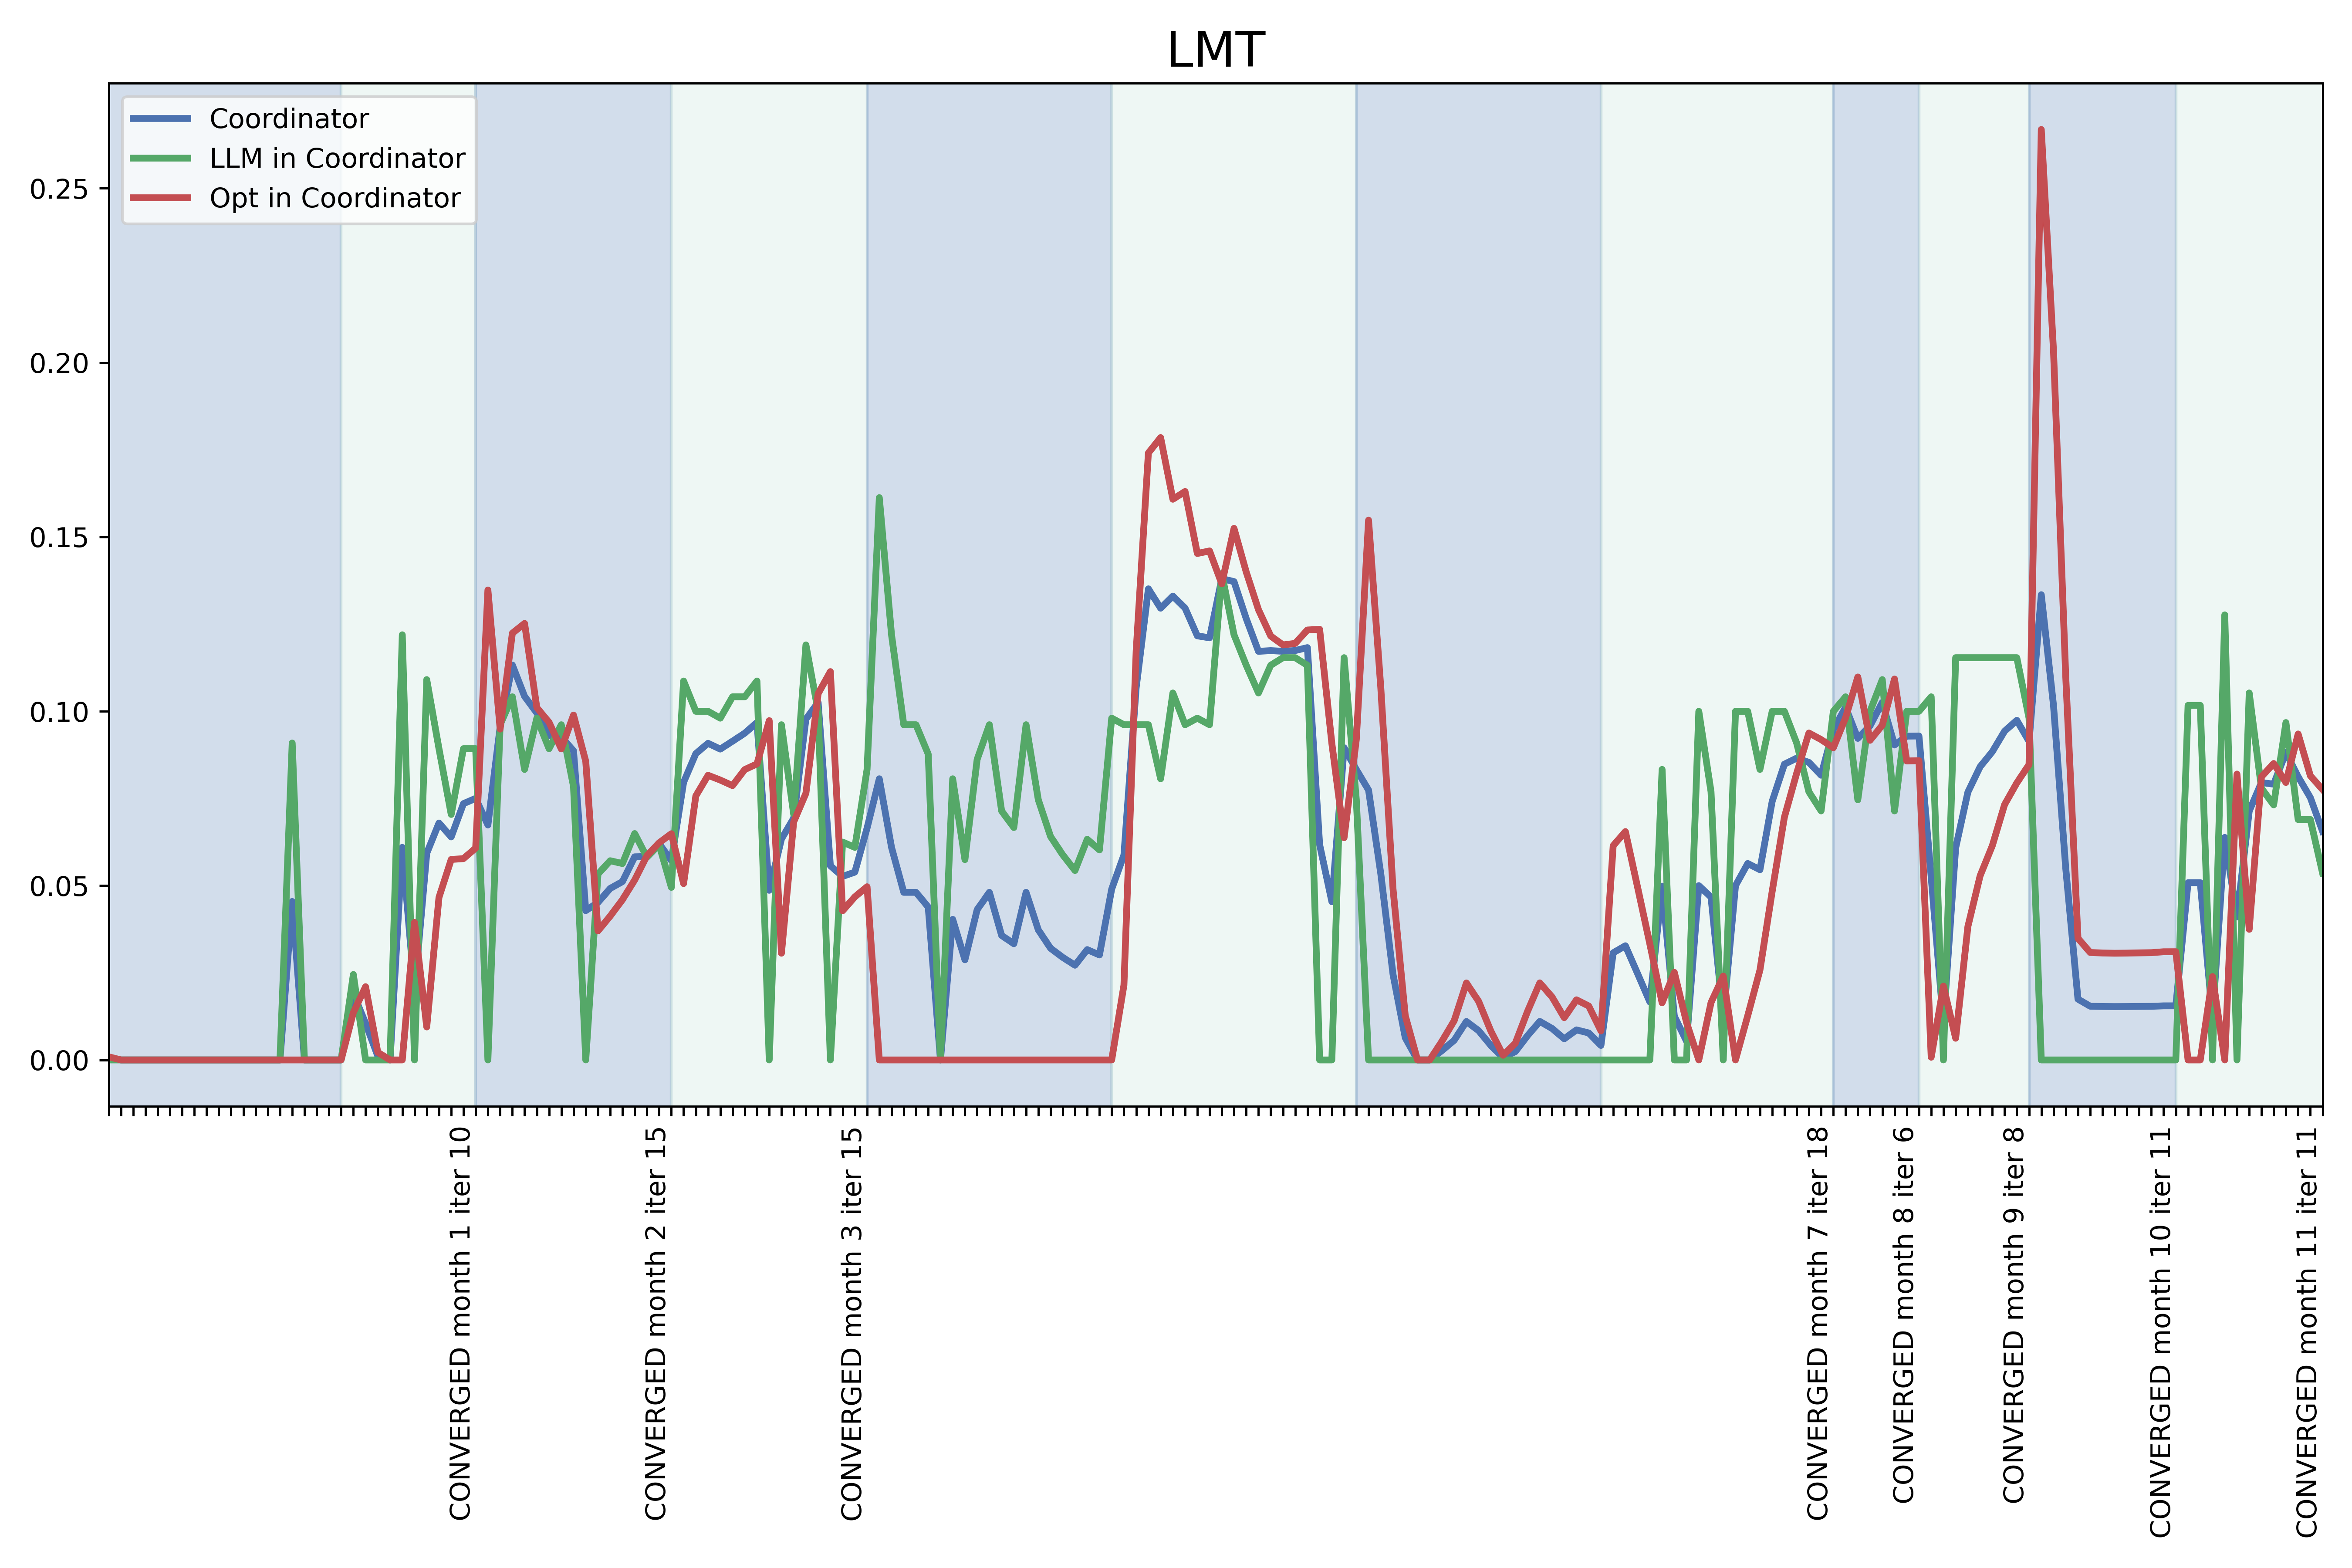 LMT
Coordinator
LLM in Coordinator
Opt in Coordinator
0.25
0.20
0.15
0.10
0.05
0.00
CONVERGED month 1 iter 10
CONVERGED month 2 iter 15
CONVERGED month 3 iter 15
CONVERGED month 7 iter 18
CONVERGED month 8 iter 6
CONVERGED month 9 iter 8
CONVERGED month 10 iter 11
CONVERGED month 11 iter 11